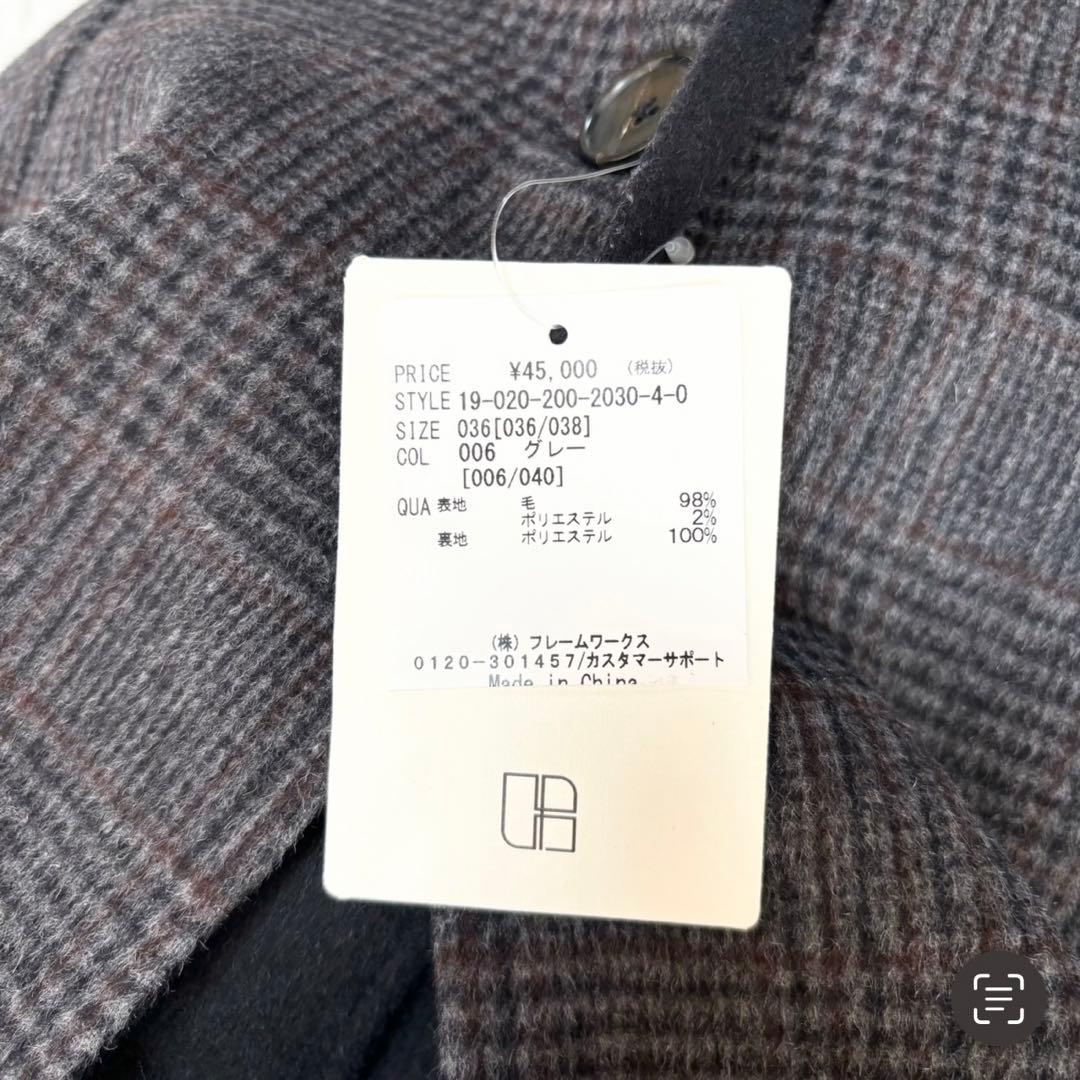 PRICE ¥45,000 (税抜)
STYLE 19-020-200-2030-4-0
SIZE 036[036/038]
COL 006 グレー
[006/040]
QUA 表地 毛 98%
ポリエステル 2%
裏地 ポリエステル 100%
(株) フレームワークス
0120-301457/カスタマーサポート
Made in China